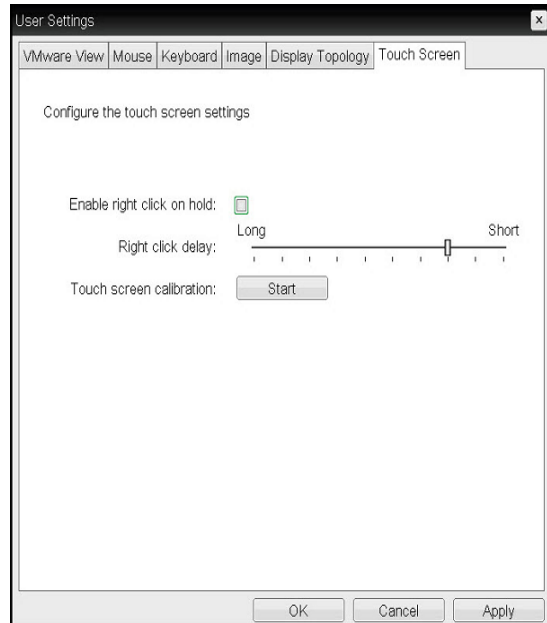 User Settings
x
VMware View Mouse Keyboard Image Display Topology Touch Screen
Configure the touch screen settings
Enable right click on hold:
Long Short
Right click delay:
Touch screen calibration: Start
OK Cancel Apply